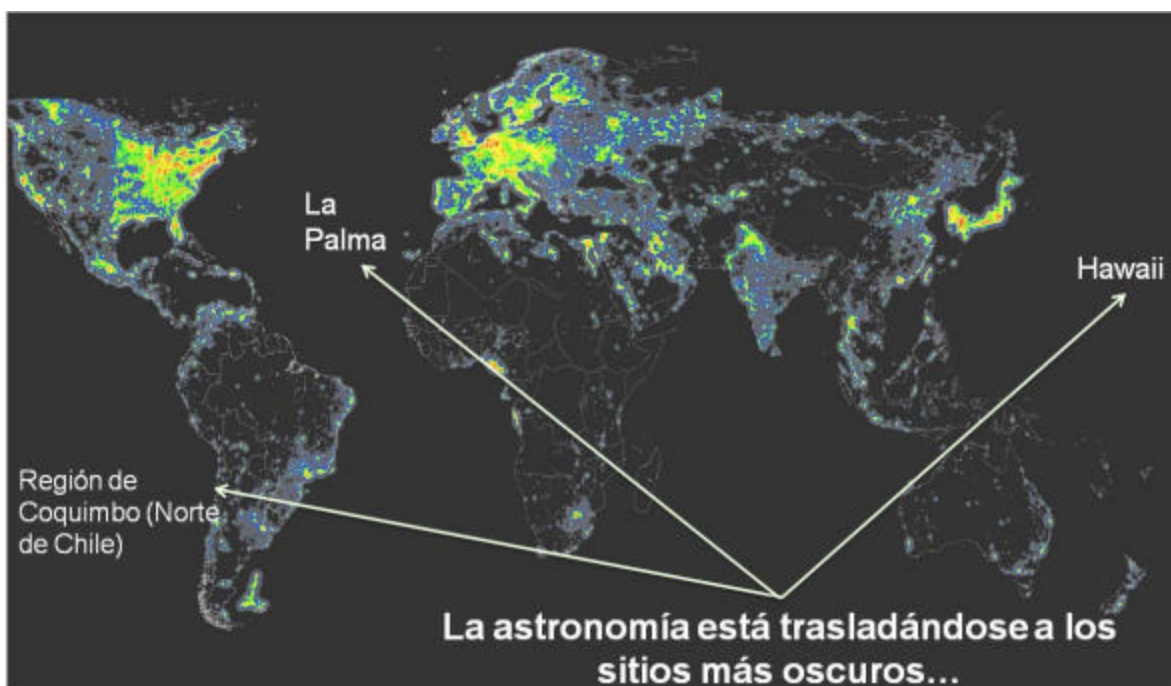 La
Palma
Hawaii
Región de
Coquimbo (Norte
de Chile)
La astronomía está trasladándose a los
sitios más oscuros…